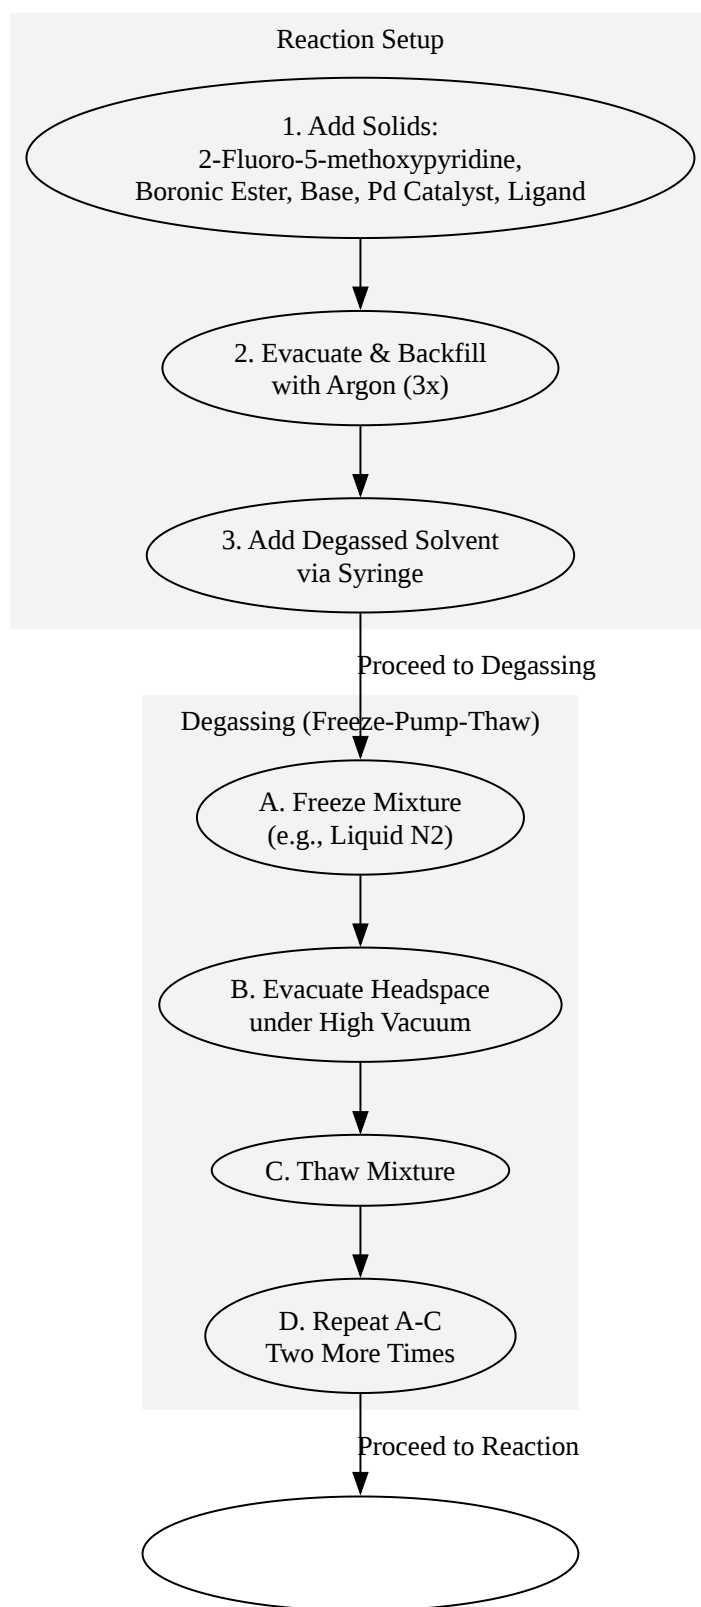 Reaction Setup
1. Add Solids:
2-Fluoro-5-methoxypyridine,
Boronic Ester, Base, Pd Catalyst, Ligand
2. Evacuate & Backfill
with Argon (3x)
3. Add Degassed Solvent
via Syringe
Proceed to Degassing
Degassing (Freeze-Pump-Thaw)
A. Freeze Mixture
(e.g., Liquid N2)
B. Evacuate Headspace
under High Vacuum
C. Thaw Mixture
D. Repeat A-C
Two More Times
Proceed to Reaction